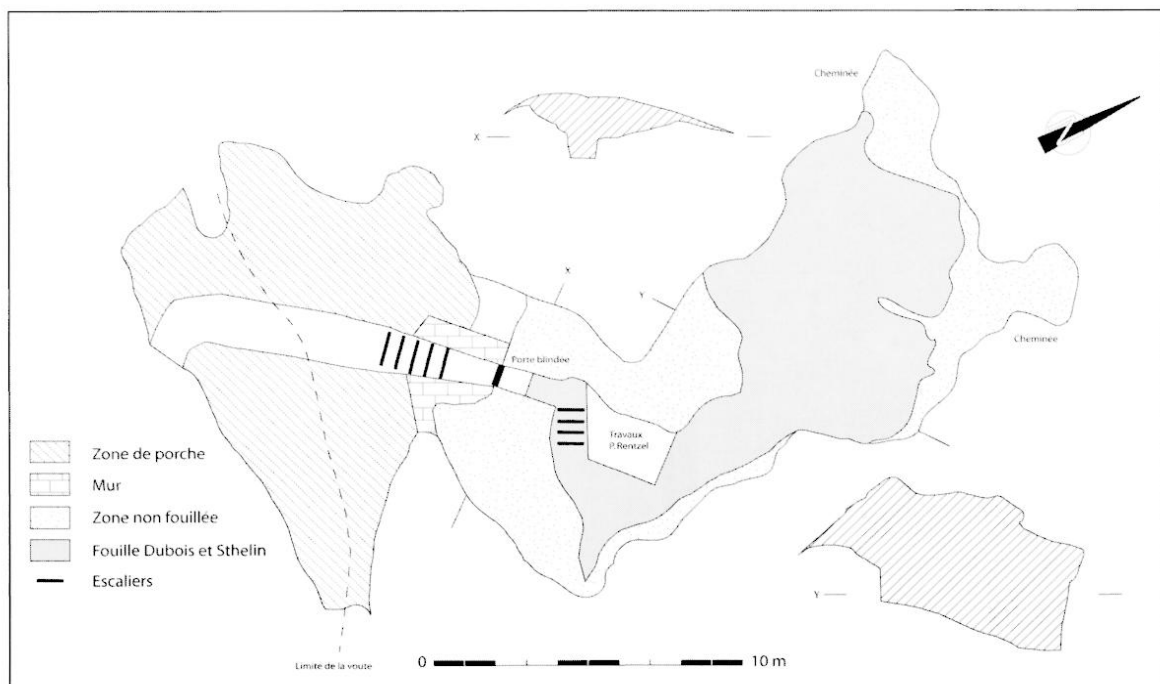 Cheminée
X
X
Y
Cheminée
Porte blindée
Travaux
P. Rentzel
Zone de porche
Mur
Zone non fouillée
Fouille Dubois et Sthelin
Escaliers
Y
Limite de la voute
0
10 m